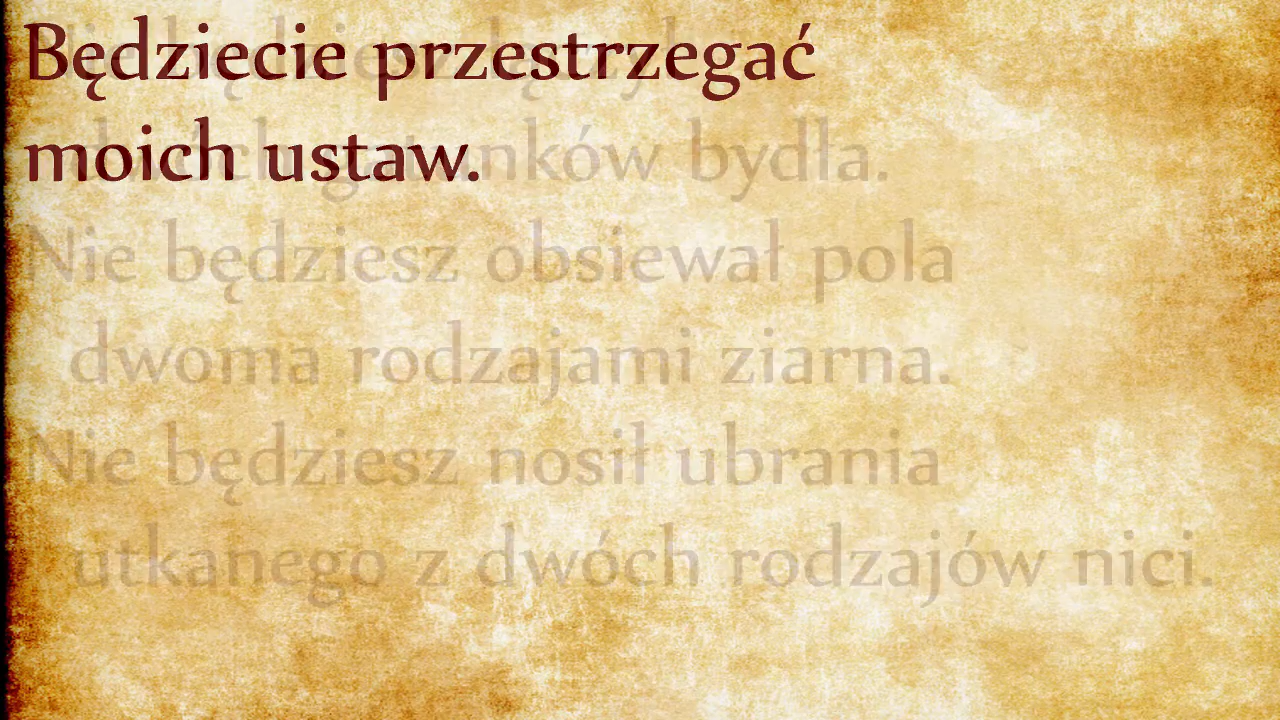 Będziecie przestrzegać
moich ustaw.
bydła.
Nie będziesz obsiewał pola
dwoma rodzajami ziarna.
Nie będziesz nosił ubrania
utkanego z dwóch rodzajów nici.